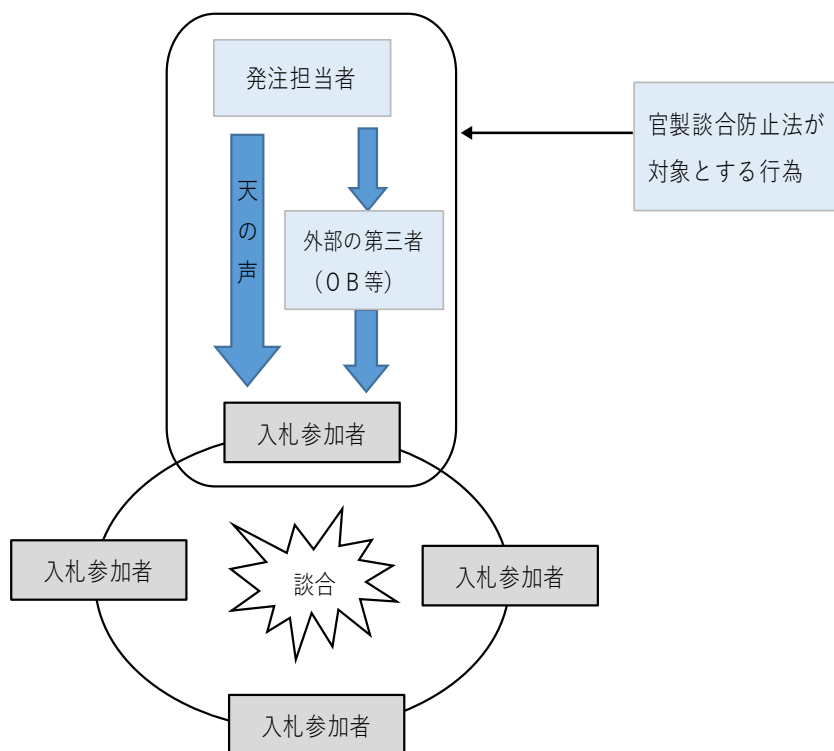 発注担当者
官製談合防止法が
対象とする行為
天の声
外部の第三者
（ＯＢ等）
入札参加者
入札参加者
談合
入札参加者
入札参加者